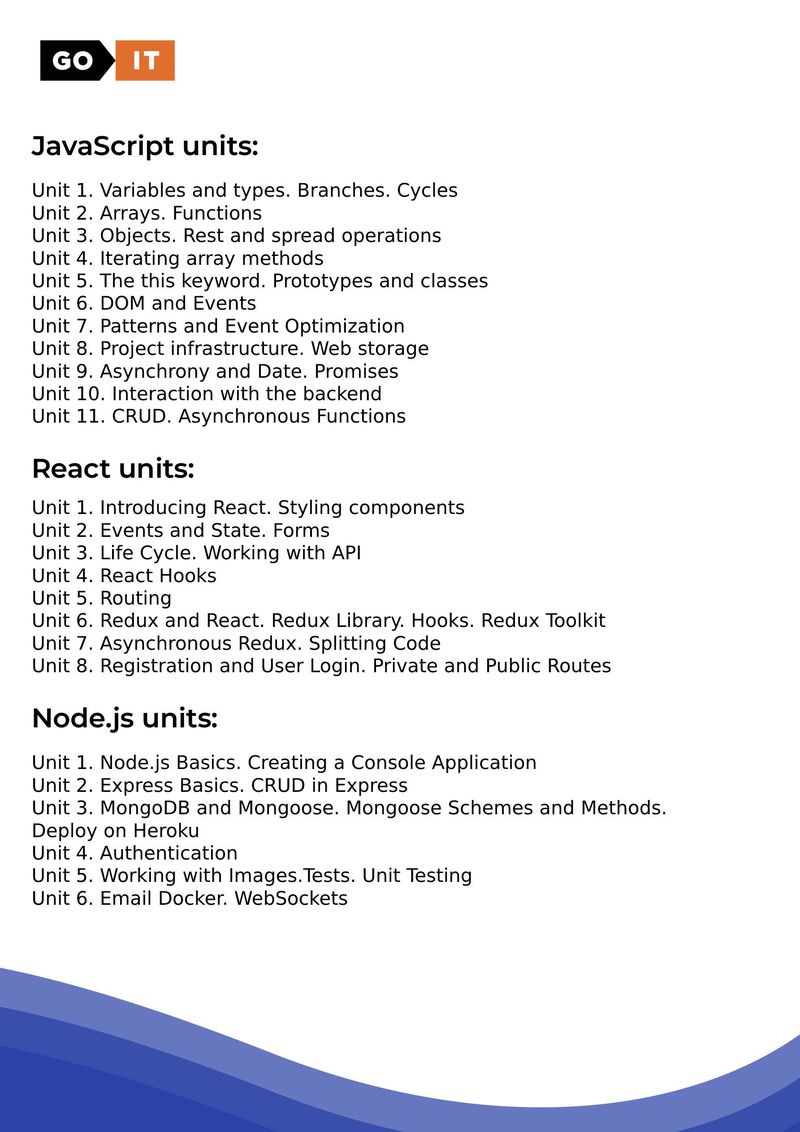 GO IT
JavaScript units:
Unit 1. Variables and types. Branches. Cycles
Unit 2. Arrays. Functions
Unit 3. Objects. Rest and spread operations
Unit 4. Iterating array methods
Unit 5. The this keyword. Prototypes and classes
Unit 6. DOM and Events
Unit 7. Patterns and Event Optimization
Unit 8. Project infrastructure. Web storage
Unit 9. Asynchrony and Date. Promises
Unit 10. Interaction with the backend
Unit 11. CRUD. Asynchronous Functions
React units:
Unit 1. Introducing React. Styling components
Unit 2. Events and State. Forms
Unit 3. Life Cycle. Working with API
Unit 4. React Hooks
Unit 5. Routing
Unit 6. Redux and React. Redux Library. Hooks. Redux Toolkit
Unit 7. Asynchronous Redux. Splitting Code
Unit 8. Registration and User Login. Private and Public Routes
Node.js units:
Unit 1. Node.js Basics. Creating a Console Application
Unit 2. Express Basics. CRUD in Express
Unit 3. MongoDB and Mongoose. Mongoose Schemes and Methods.
Deploy on Heroku
Unit 4. Authentication
Unit 5. Working with Images.Tests. Unit Testing
Unit 6. Email Docker. WebSockets